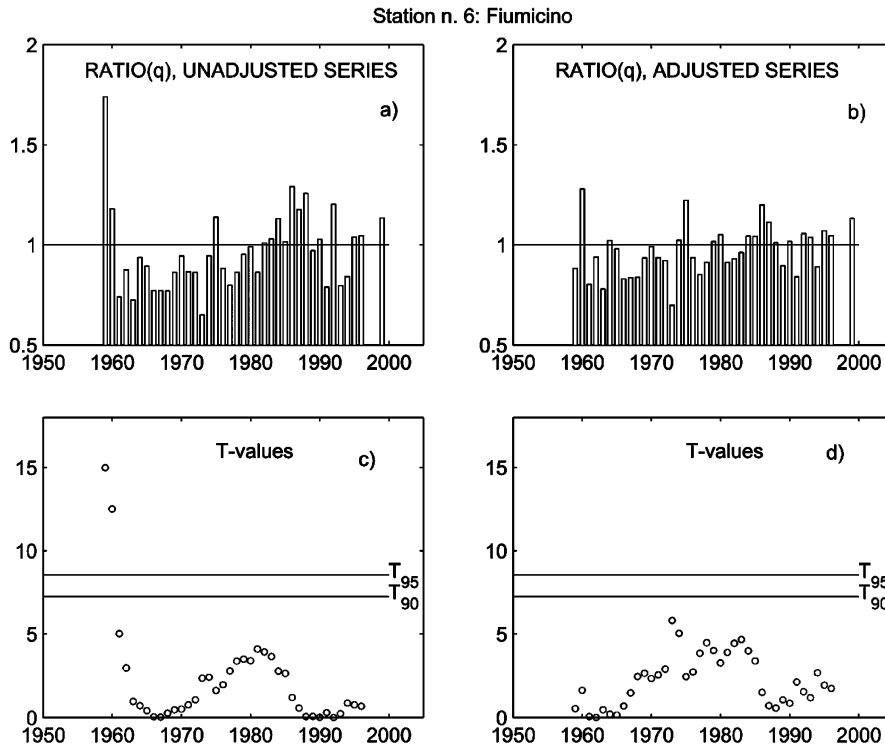 Station n. 6: Fiumicino
RATIO(q), UNADJUSTED SERIES
a)
2
1.5
1
0.5
1950 1960 1970 1980 1990 2000
RATIO(q), ADJUSTED SERIES
b)
2
1.5
1
0.5
1950 1960 1970 1980 1990 2000
T-values
c)
15
10
5
0
T95
T90
1950 1960 1970 1980 1990 2000
T-values
d)
15
10
5
0
T95
T90
1950 1960 1970 1980 1990 2000